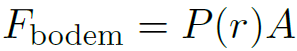 F_bodem = P(r)A